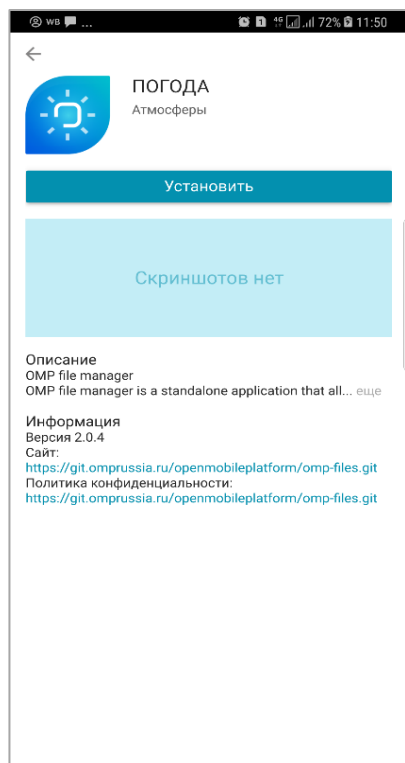 WB ... 1 4G 72% 11:50
ПОГОДА
Атмосферы
Установить
Скриншотов нет
Описание
OMP file manager
OMP file manager is a standalone application that all... еще
Информация
Версия 2.0.4
Сайт:
https://git.omprussia.ru/openmobileplatform/omp-files.git
Политика конфиденциальности:
https://git.omprussia.ru/openmobileplatform/omp-files.git